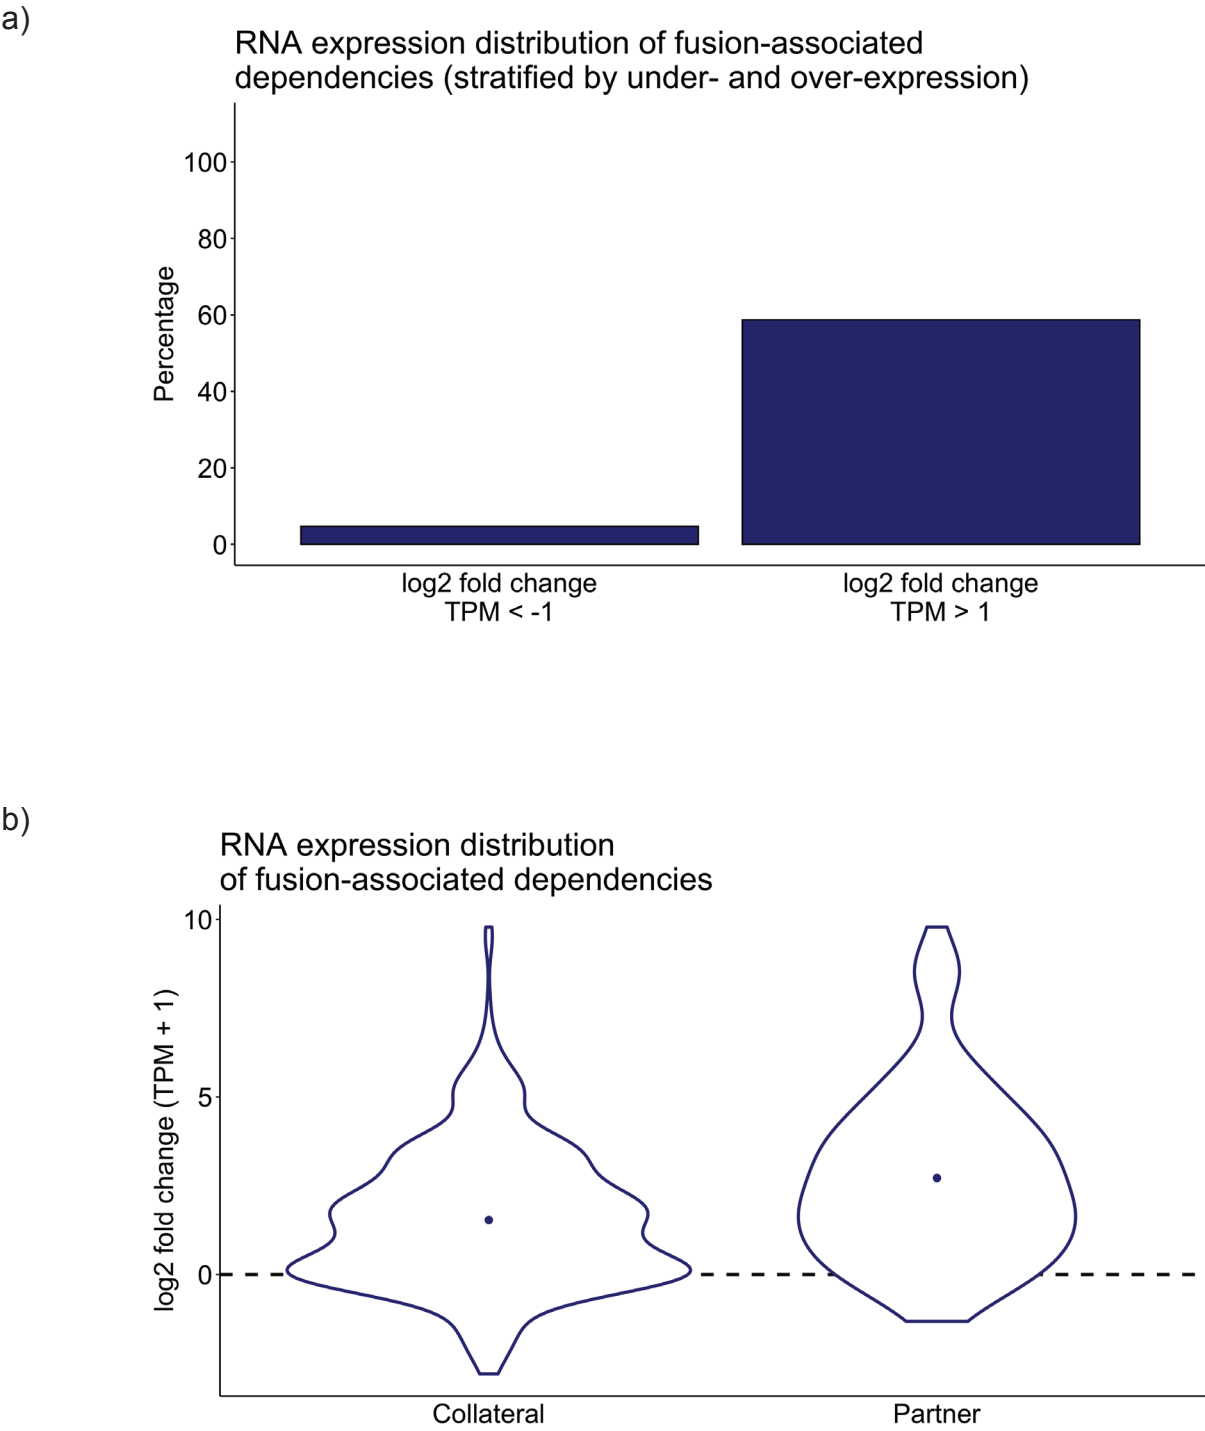 a)
RNA expression distribution of fusion-associated
dependencies (stratified by under- and over-expression)
100
80
60
40
20
0
Percentage
log2 fold change
TPM < -1
log2 fold change
TPM > 1
b)
RNA expression distribution
of fusion-associated dependencies
10
5
0
log2 fold change (TPM + 1)
Collateral
Partner